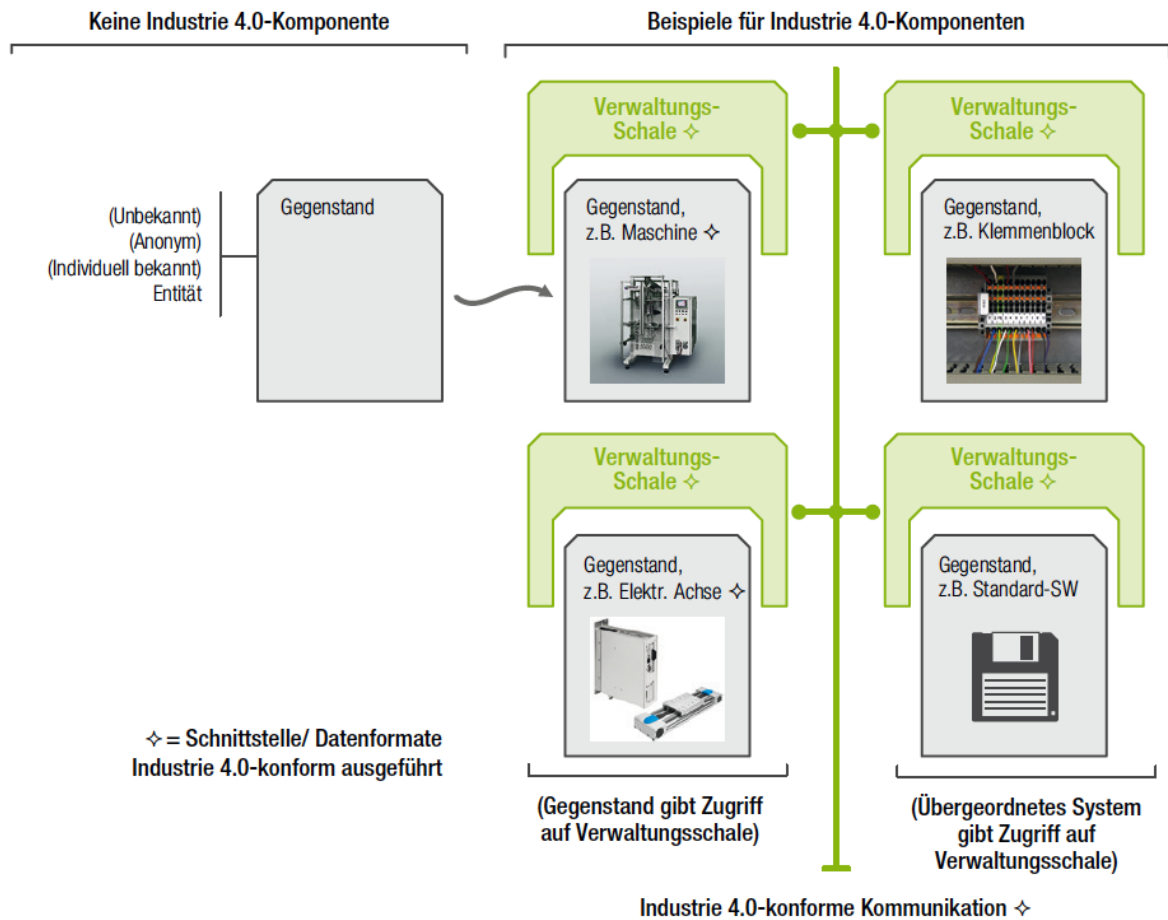 Keine Industrie 4.0-Komponente
Beispiele für Industrie 4.0-Komponenten
(Unbekannt)
(Anonym)
(Individuell bekannt)
Entität
Gegenstand
Verwaltungs-
Schale ✧
Gegenstand,
z.B. Maschine ✧
Verwaltungs-
Schale ✧
Gegenstand,
z.B. Klemmenblock
Verwaltungs-
Schale ✧
Gegenstand,
z.B. Elektr. Achse ✧
Verwaltungs-
Schale ✧
Gegenstand,
z.B. Standard-SW
✧ = Schnittstelle/ Datenformate
Industrie 4.0-konform ausgeführt
(Gegenstand gibt Zugriff
auf Verwaltungsschale)
(Übergeordnetes System
gibt Zugriff auf
Verwaltungsschale)
Industrie 4.0-konforme Kommunikation ✧